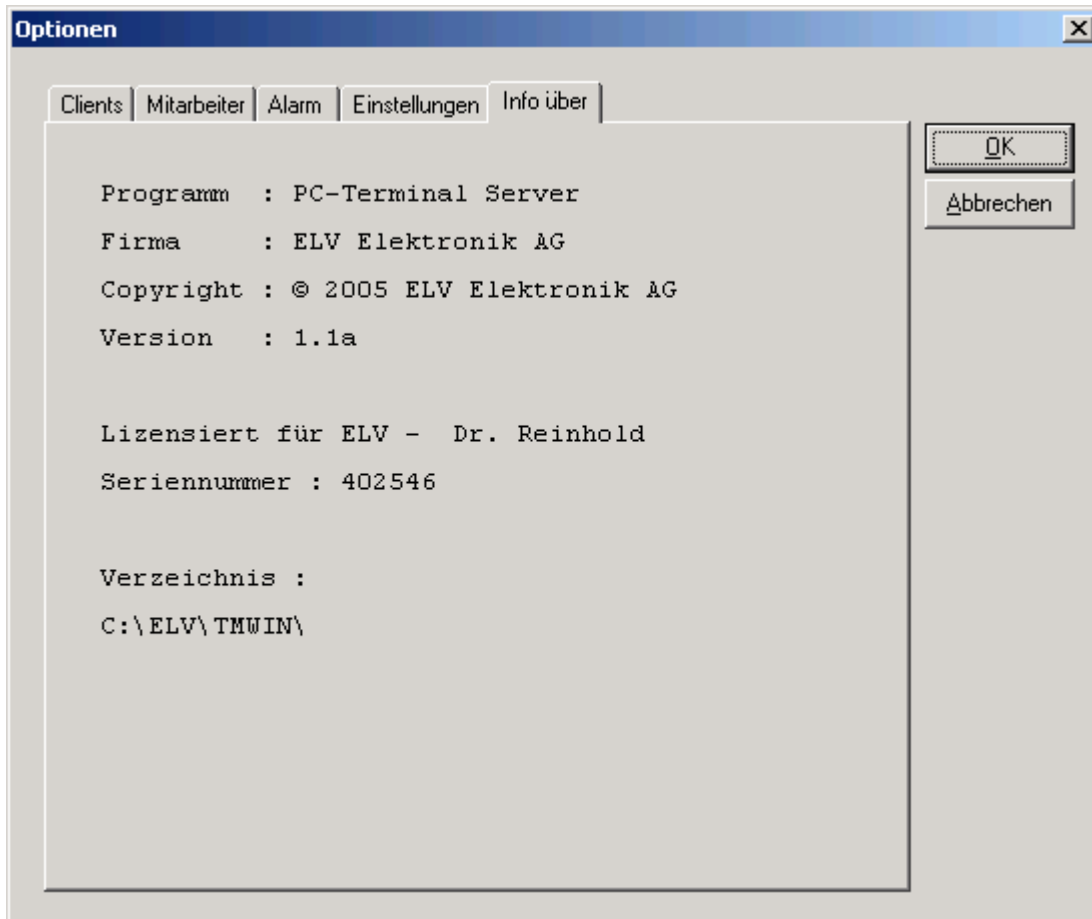 Optionen
Clients Mitarbeiter Alarm Einstellungen Info über
OK
Abbrechen
Programm : PC-Terminal Server
Firma : ELV Elektronik AG
Copyright : © 2005 ELV Elektronik AG
Version : 1.1a
Lizensiert für ELV - Dr. Reinhold
Seriennummer : 402546
Verzeichnis :
C:\ELV\TMWIN\